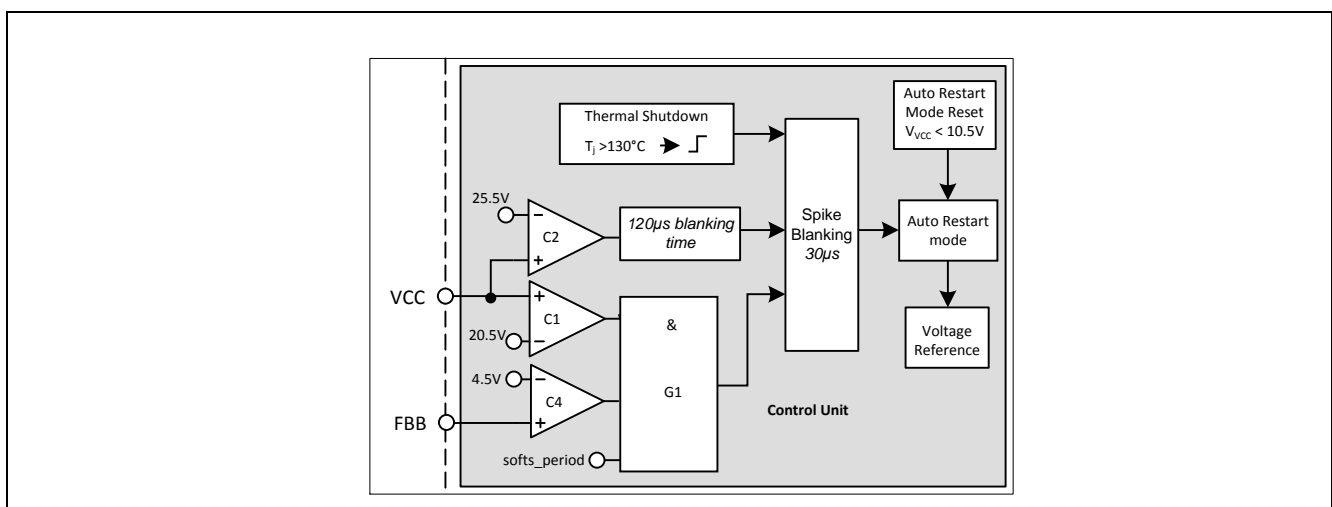 Thermal Shutdown
Tj >130°C
Auto Restart
Mode Reset
VVCC < 10.5V
25.5V
−
C2
+
120µs blanking
time
Spike
Blanking
30µs
Auto Restart
mode
VCC
+
C1
20.5V
−
&
G1
Voltage
Reference
4.5V
−
C4
+
FBB
Control Unit
softs_period